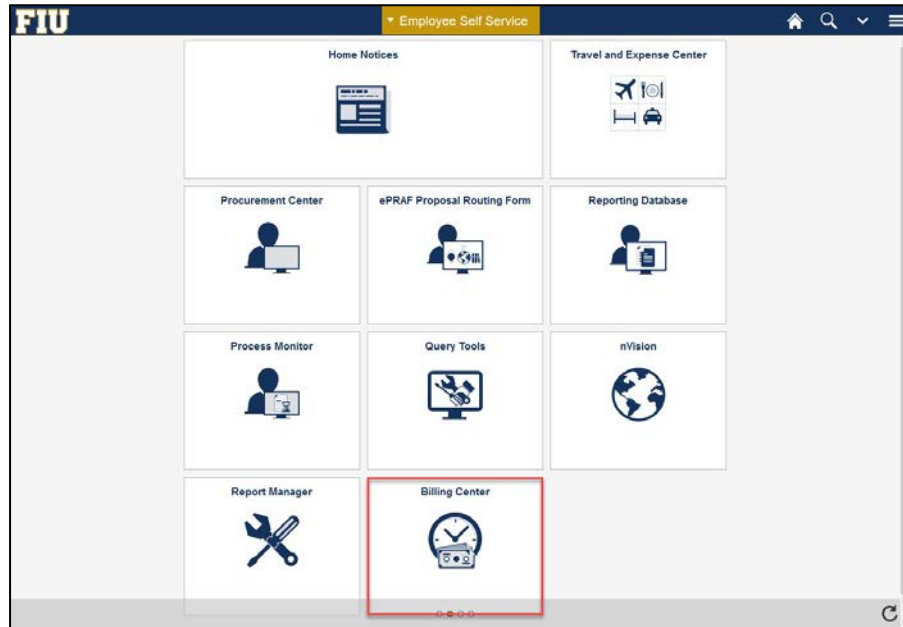 FIU
Employee Self Service
Home Notices
Travel and Expense Center
Procurement Center
ePRAF Proposal Routing Form
Reporting Database
Process Monitor
Query Tools
nVision
Report Manager
Billing Center